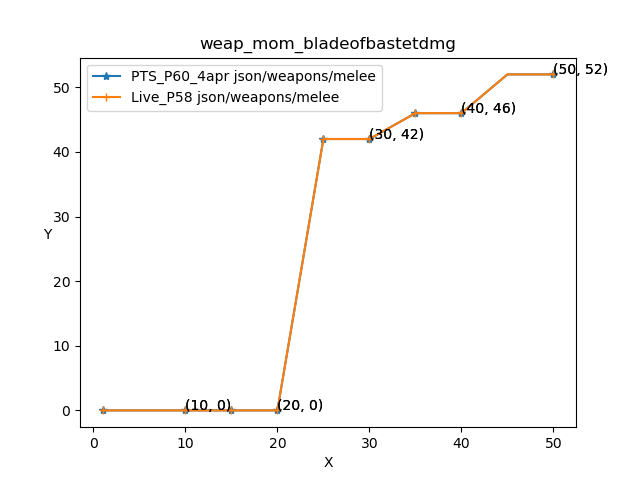 weap_mom_bladeofbastetdmg
PTS_P60_4apr json/weapons/melee
Live_P58 json/weapons/melee
(50, 52)
(40, 46)
(30, 42)
(10, 0)
(20, 0)
50
40
30
20
10
0
Y
0 10 20 30 40 50
X